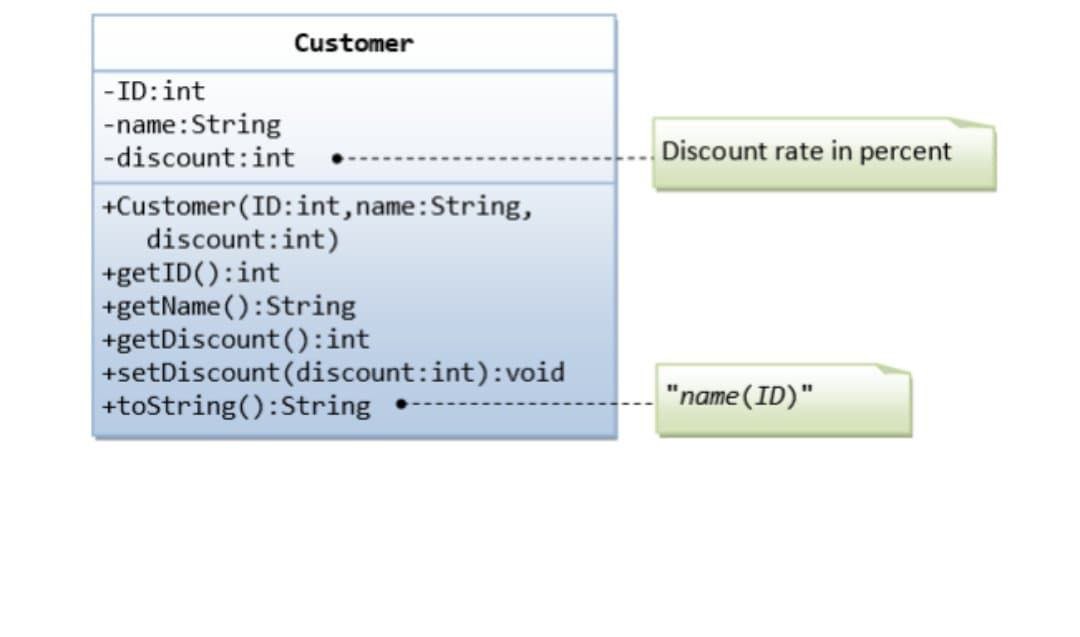 Customer
-ID:int
-name:String
-discount:int
Discount rate in percent
+Customer(ID:int,name:String,
discount:int)
+getID():int
+getName():String
+getDiscount():int
+setDiscount(discount:int):void
+toString():String
"name(ID)"